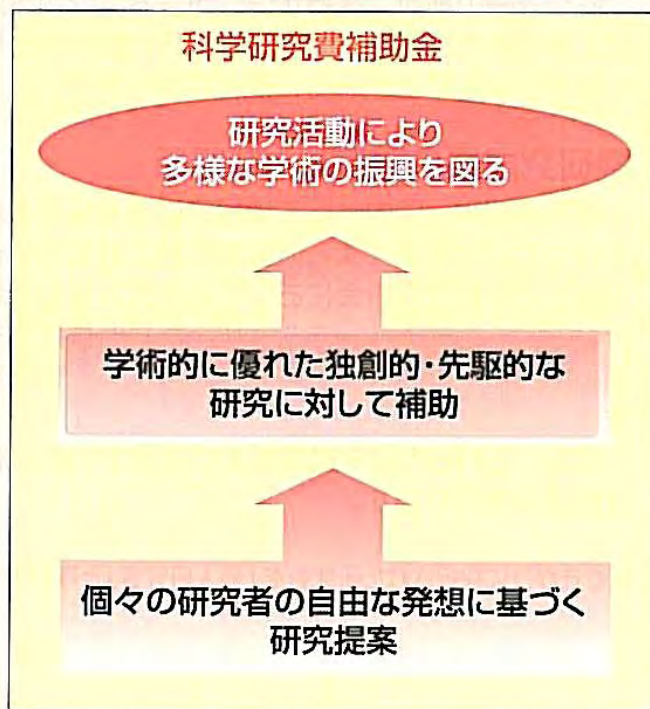 科学研究費補助金
研究活動により
多様な学術の振興を図る
学術的に優れた独創的・先駆的な
研究に対して補助
個々の研究者の自由な発想に基づく
研究提案